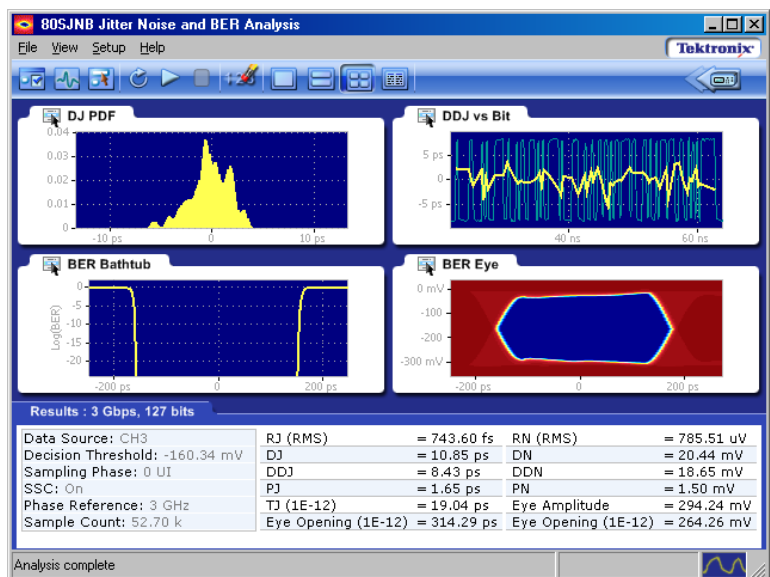 80SJNB Jitter Noise and BER Analysis
File View Setup Help
Tektronix
DJ PDF
0.04
0.03
0.02
0.01
0
-10 ps 0 10 ps
DDJ vs Bit
5 ps
0
-5 ps
40 ns 60 ns
BER Bathtub
Log(BER)
0
-5
-10
-15
-20
-200 ps 0 200 ps
BER Eye
0 mV
-100
-200
-300 mV
-200 ps 0 200 ps
Results : 3 Gbps, 127 bits
Data Source: CH3
Decision Threshold: -160.34 mV
Sampling Phase: 0 UI
SSC: On
Phase Reference: 3 GHz
Sample Count: 52.70 k
RJ (RMS) = 743.60 fs
DJ = 10.85 ps
DDJ = 8.43 ps
PJ = 1.65 ps
TJ (1E-12) = 19.04 ps
Eye Opening (1E-12) = 314.29 ps
RN (RMS) = 785.51 uV
DN = 20.44 mV
DDN = 18.65 mV
PN = 1.50 mV
Eye Amplitude = 294.24 mV
Eye Opening (1E-12) = 264.26 mV
Analysis complete